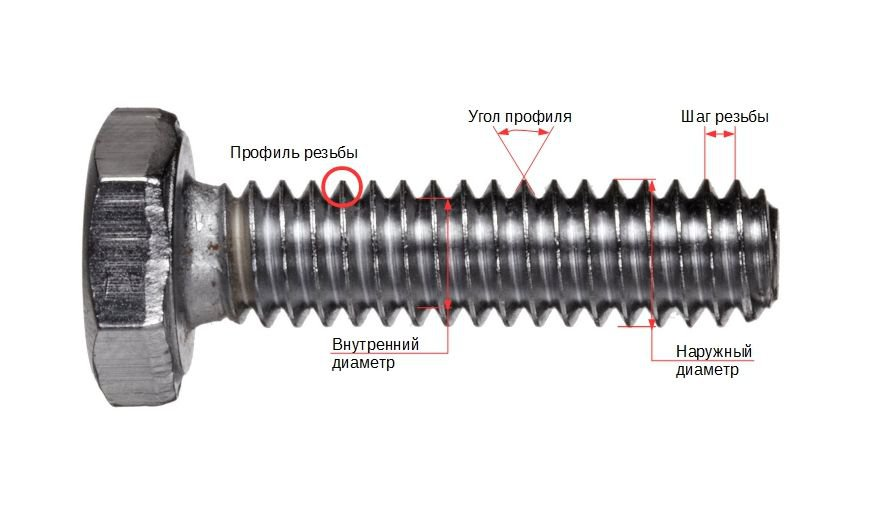 Угол профиля
Шаг резьбы
Профиль резьбы
Внутренний
диаметр
Наружный
диаметр